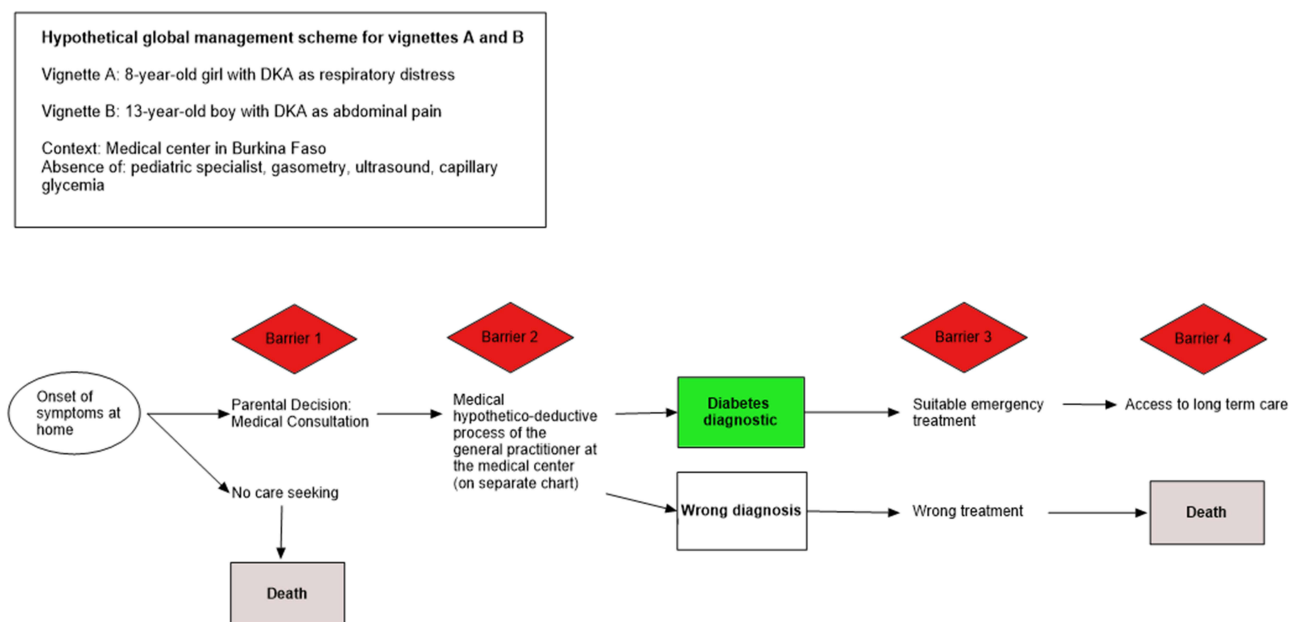 Hypothetical global management scheme for vignettes A and B
Vignette A: 8-year-old girl with DKA as respiratory distress
Vignette B: 13-year-old boy with DKA as abdominal pain
Context: Medical center in Burkina Faso
Absence of: pediatric specialist, gasometry, ultrasound, capillary
glycemia
Barrier 1
Barrier 2
Barrier 3
Barrier 4
Onset of
symptoms at
home
Parental Decision:
Medical Consultation
Medical
hypothetico-deductive
process of the
general practitioner at
the medical center
(on separate chart)
Diabetes
diagnostic
Suitable emergency
treatment
Access to long term care
No care seeking
Wrong diagnosis
Wrong treatment
Death
Death